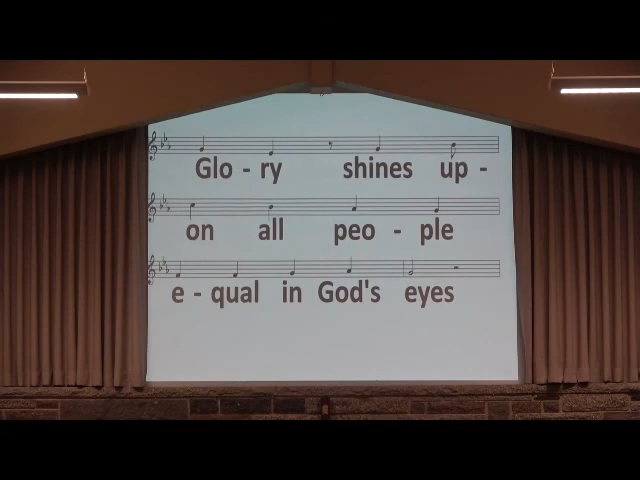 Glo - ry shines up -
on all peo - ple
e - qual in God's eyes